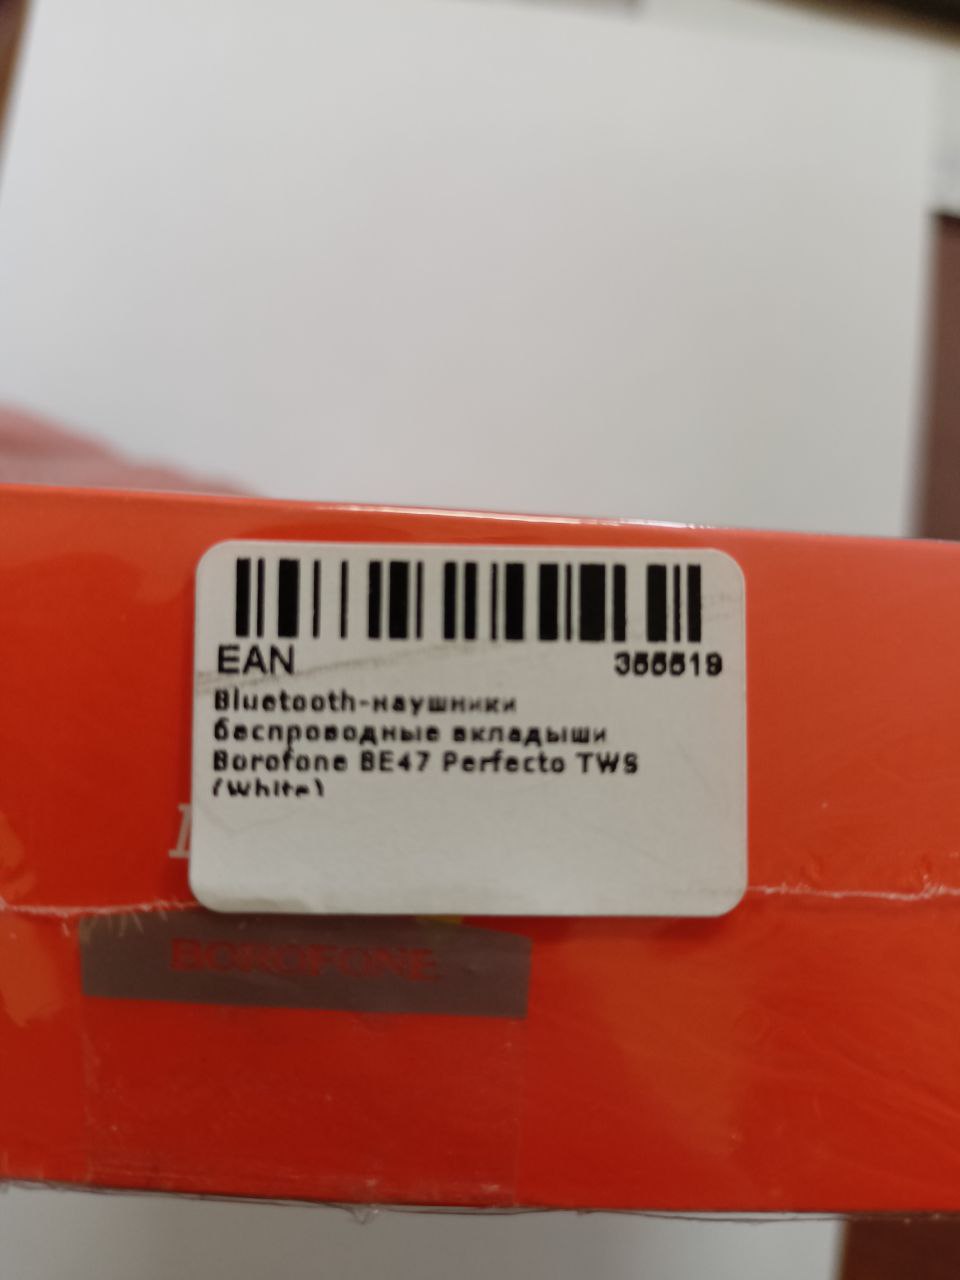 EAN 355519
Bluetooth-наушники
беспроводные вкладыши
Borofone BE47 Perfecto TWS
(White)
BOROFONE